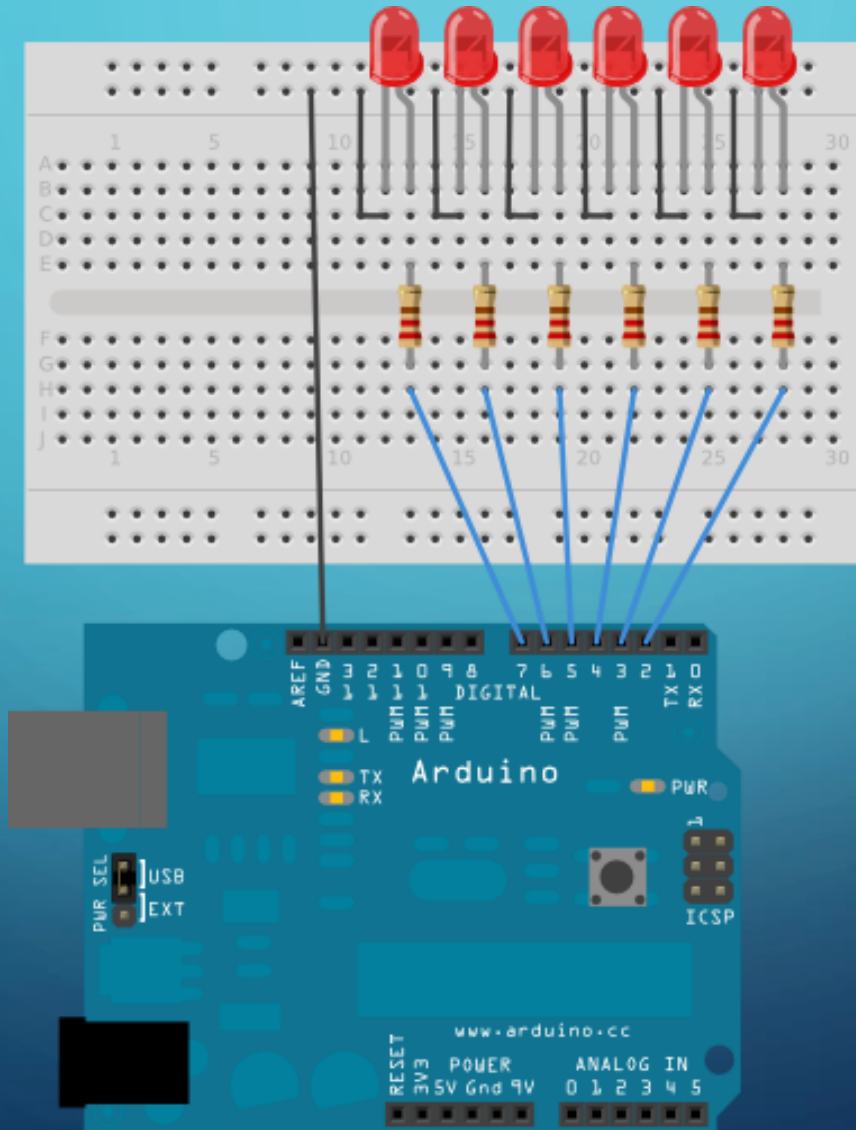 1 5 10 15 20 25 30
A
B
C
D
E
F
G
H
I
J
1 5 10 15 20 25 30
AREF GND 13 12 11 10 9 8 7 6 5 4 3 2 1 0
PWM PWM PWM DIGITAL PWM PWM PWM TX RX
L
TX
RX
Arduino
PWR
1
ICSP
PWR SEL
USB
EXT
www.arduino.cc
POWER ANALOG IN
RESET 3V3 5V Gnd 9V 0 1 2 3 4 5